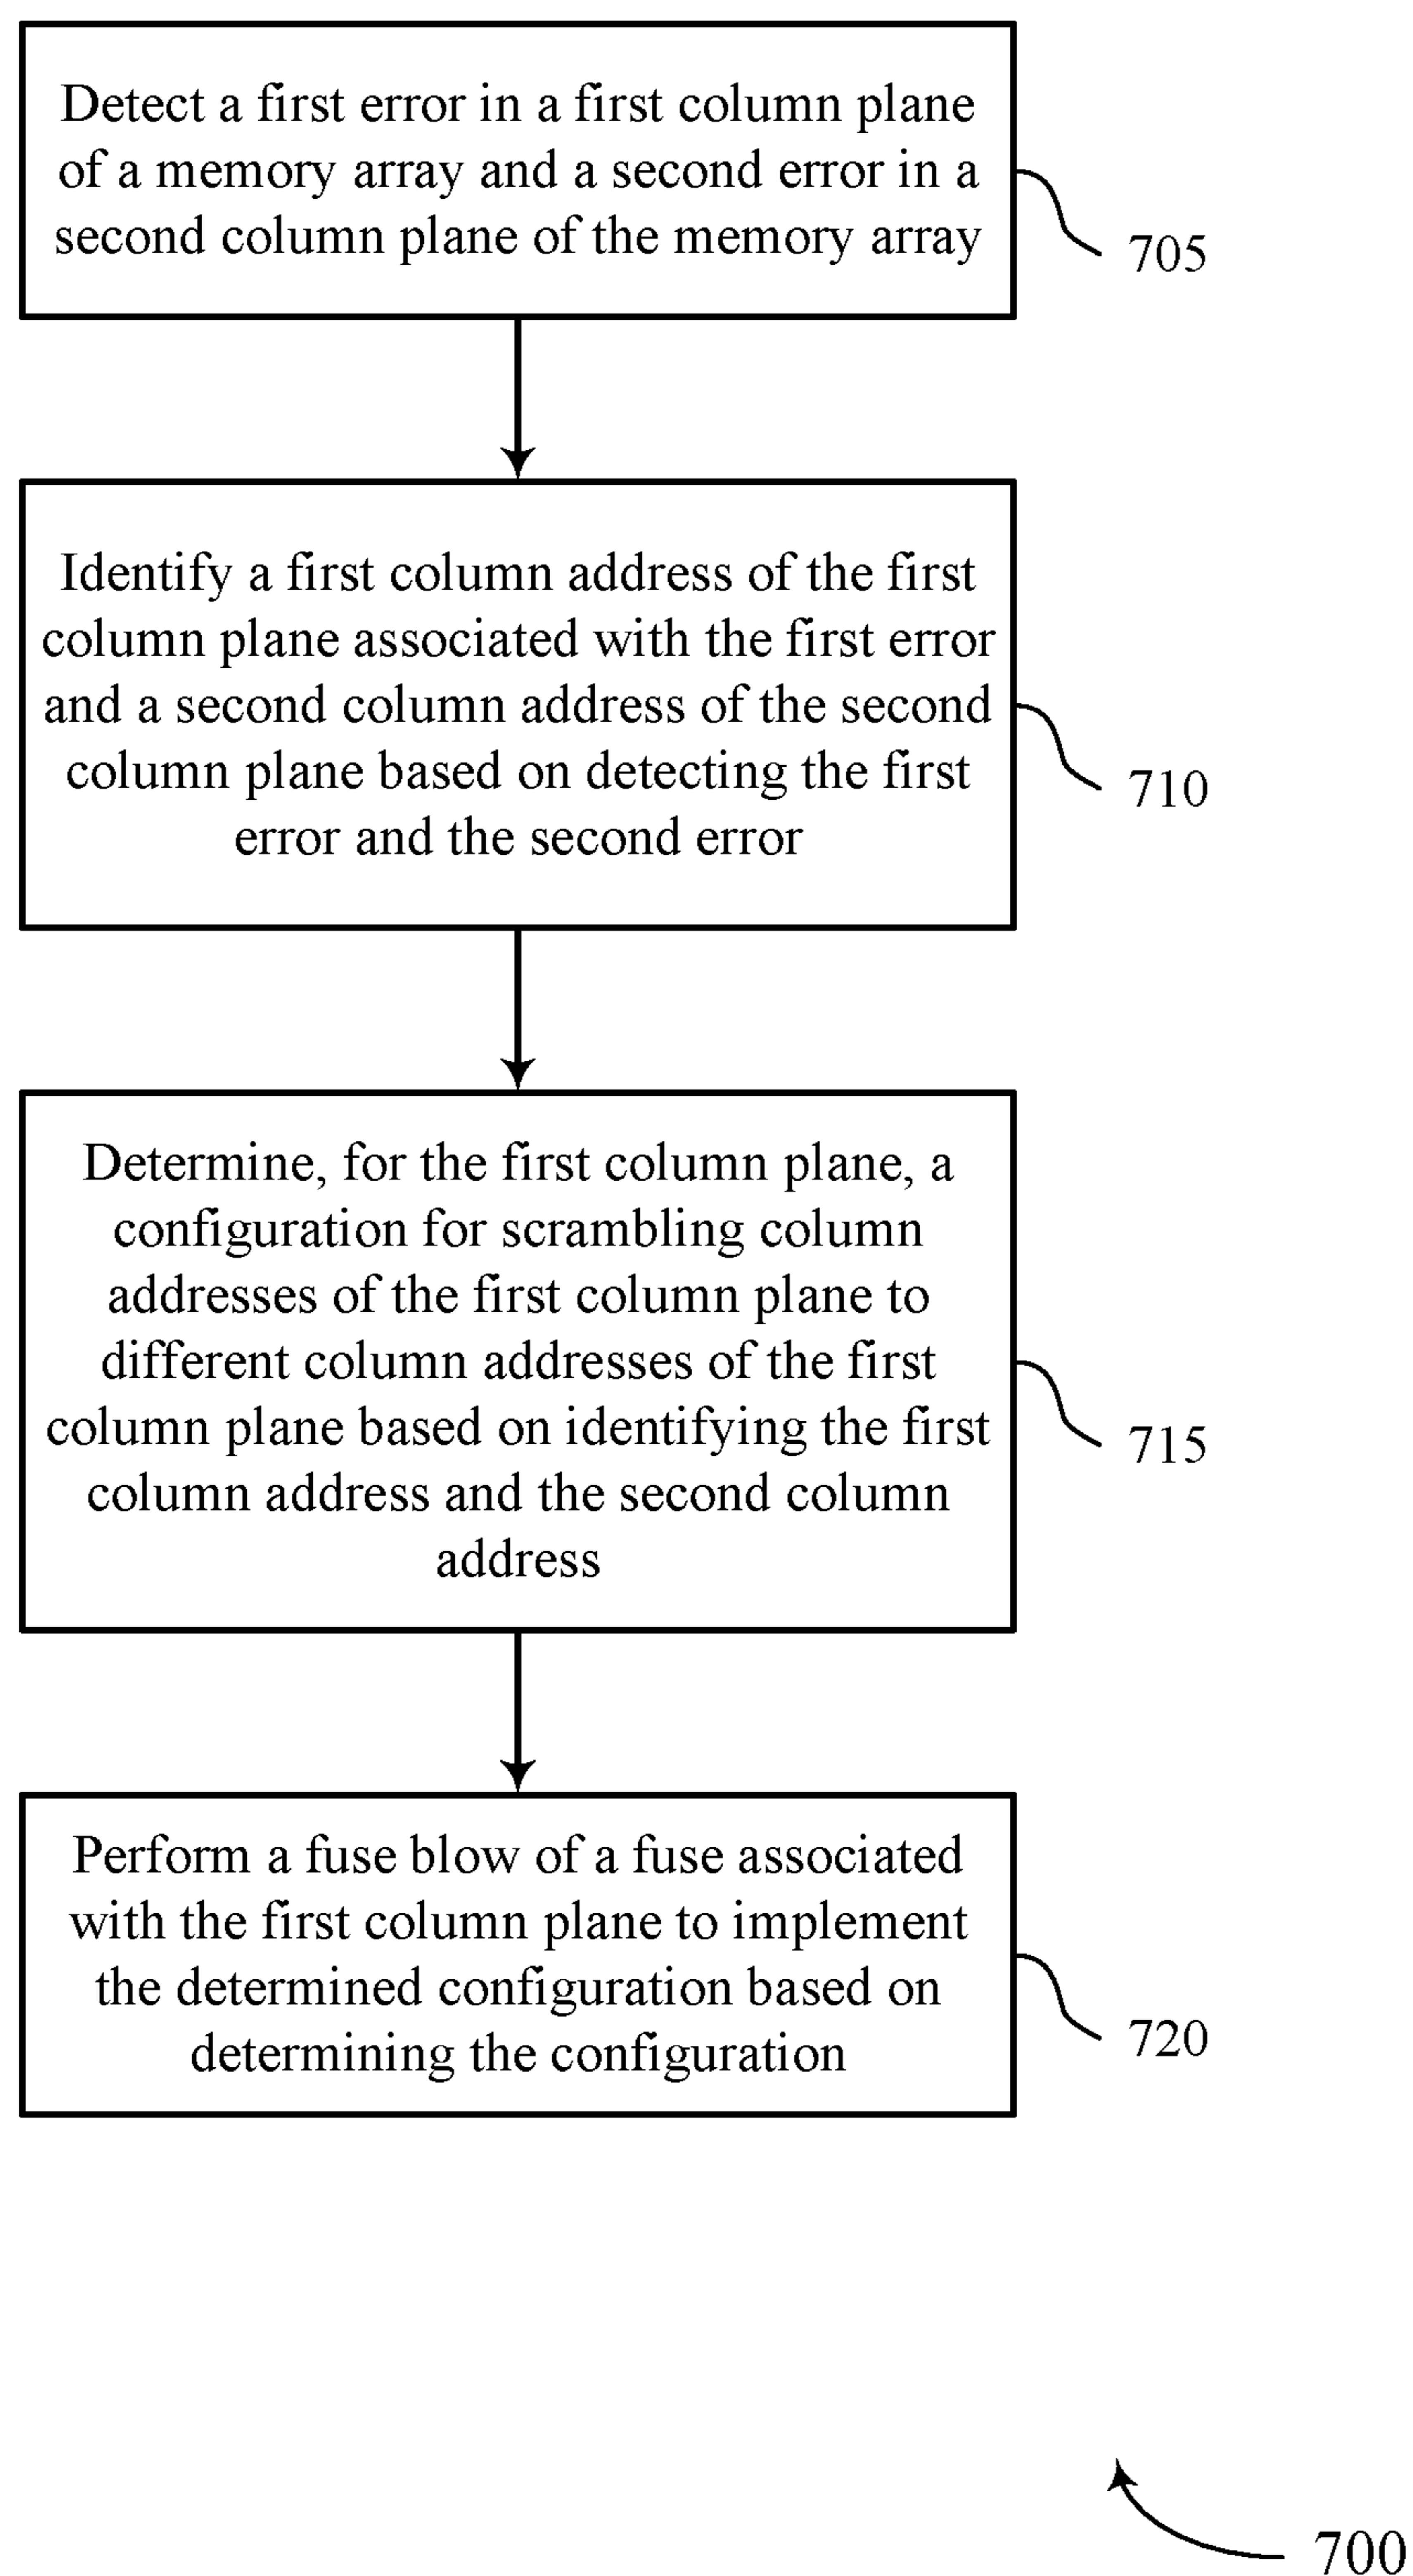 Detect a first error in a first column plane
of a memory array and a second error in a
second column plane of the memory array
705
Identify a first column address of the first
column plane associated with the first error
and a second column address of the second
column plane based on detecting the first
error and the second error
710
Determine, for the first column plane, a
configuration for scrambling column
addresses of the first column plane to
different column addresses of the first
column plane based on identifying the first
column address and the second column
address
715
Perform a fuse blow of a fuse associated
with the first column plane to implement
the determined configuration based on
determining the configuration
720
700